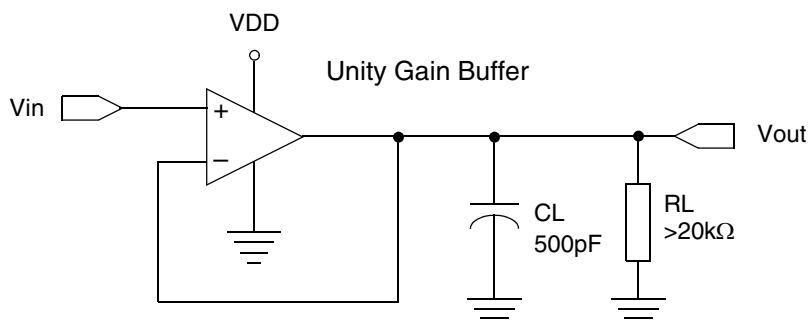 VDD
Unity Gain Buffer
Vin
+
−
Vout
CL
500pF
RL
>20kΩ